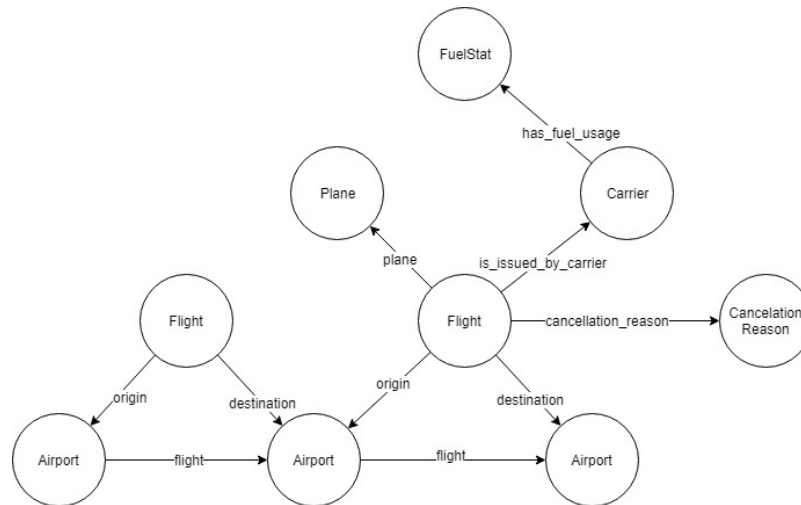 FuelStat
has_fuel_usage
Plane
Carrier
plane
is_issued_by_carrier
Flight
Flight
cancellation_reason
Cancelation
Reason
origin
destination
origin
destination
Airport
flight
Airport
flight
Airport